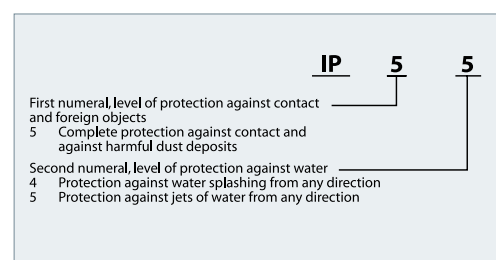 IP 5 5
First numeral, level of protection against contact
and foreign objects
5 Complete protection against contact and
against harmful dust deposits
Second numeral, level of protection against water
4 Protection against water splashing from any direction
5 Protection against jets of water from any direction